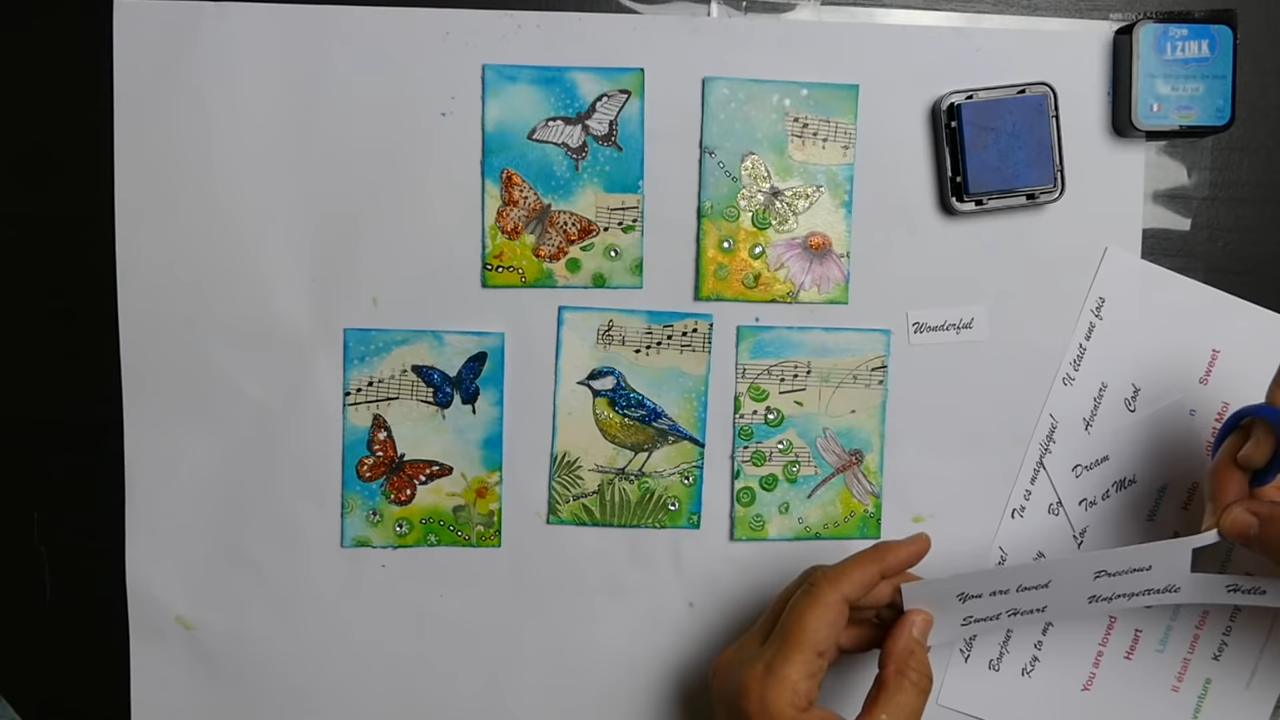 Dye
IZINK
Wonderful
Il était une fois
Sweet
Aventure
Cool
Tu es magnifique!
Dream
Toi et Moi
Hello
You are loved
Precious
Sweet Heart
Unforgettable
Hello
Bonjour
Key to my
You are loved
Heart
Il était une fois
Key to my